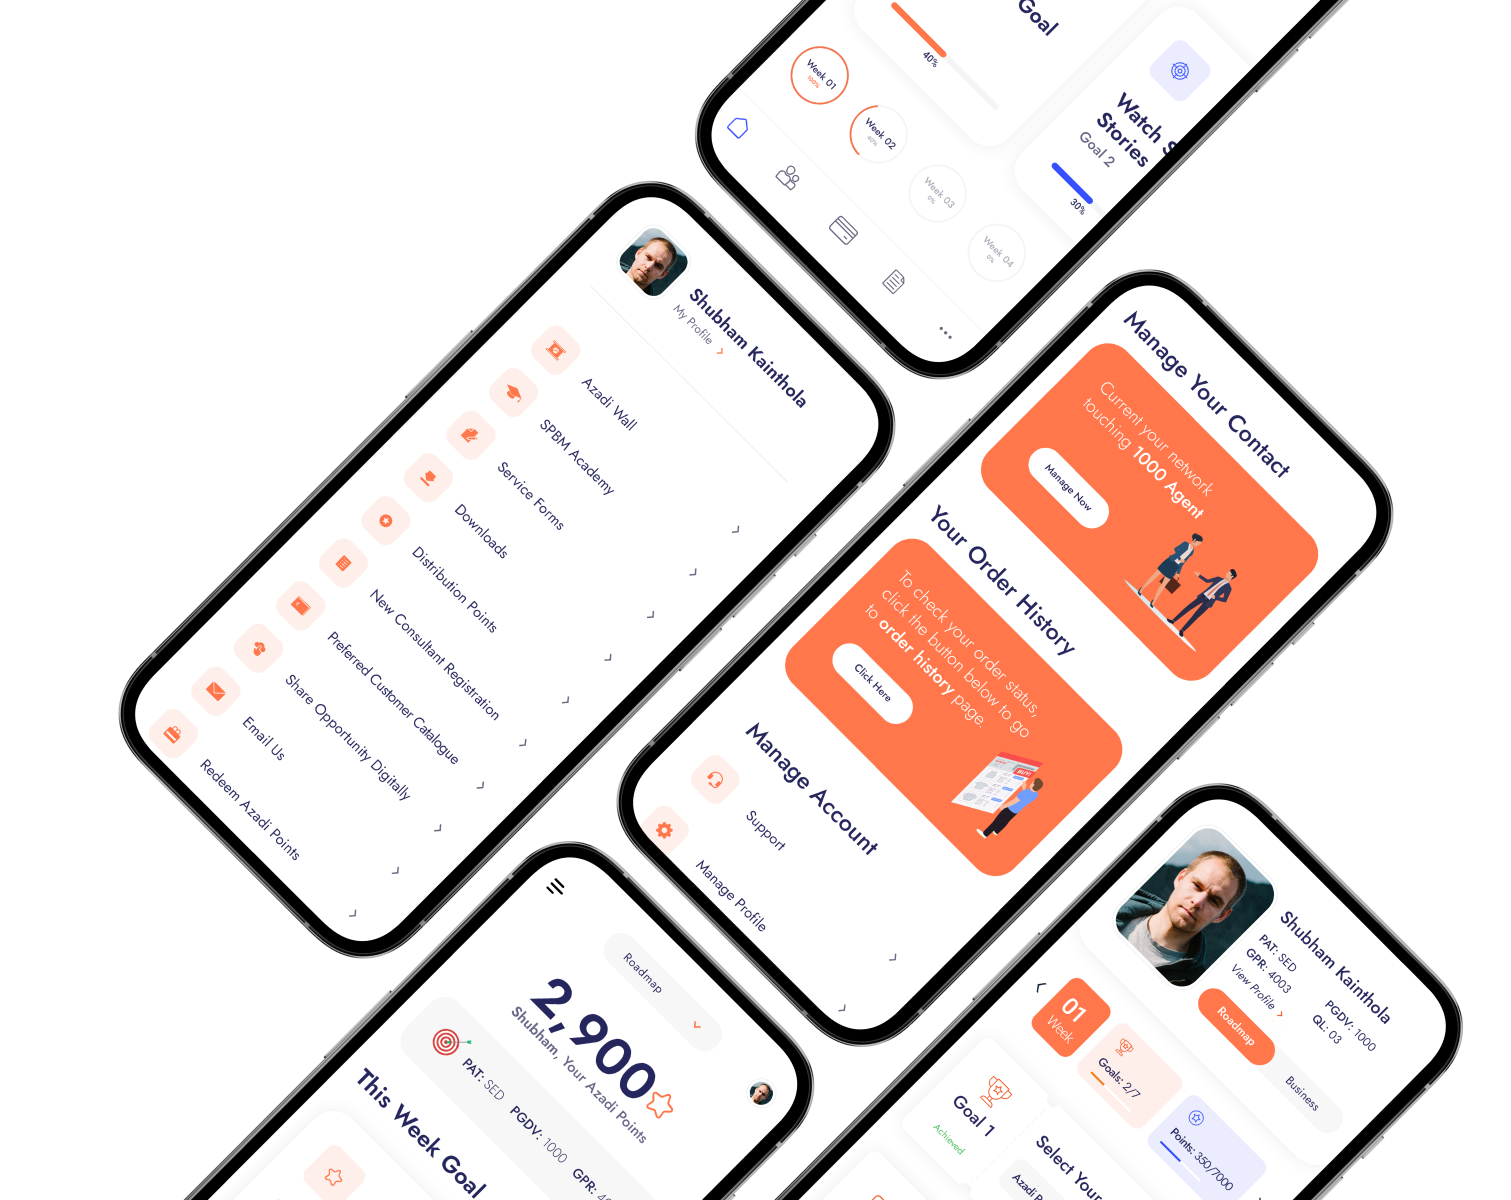 Goal
40%
Week 01
100%
Week 02
40%
Week 03
0%
Week 04
0%
Watch S
Stories
Goal 2
30%
Shubham Kainthola
My Profile
Azadi Wall
SPBM Academy
Service Forms
Downloads
Distribution Points
New Consultant Registration
Preferred Customer Catalogue
Share Opportunity Digitally
Email Us
Redeem Azadi Points
Manage Your Contact
Current your network
touching 1000 Agent
Manage Now
Your Order History
To check your order status,
click the button below to go
to order history page.
Click Here
Manage Account
Support
Manage Profile
Roadmap
2,900
Shubham, Your Azadi Points
PAT: SED
PGDV: 1000
GPR: 40
This Week Goal
Shubham Kainthola
PAT: SED
PGDV: 1000
GPR: 4003
QL: 03
View Profile
Roadmap
Business
01
Week
Goals: 2/7
Points: 350/7000
Goal 1
Achieved
Select Your
Azadi P